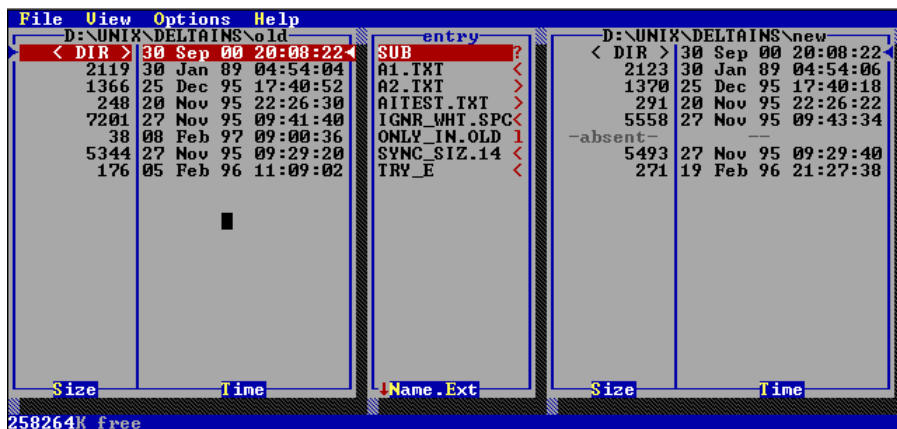 File View Options Help
D:\UNIX\DELTAINS\old entry D:\UNIX\DELTAINS\new
< DIR > 30 Sep 00 20:08:22 SUB ? < DIR > 30 Sep 00 20:08:22
2119 30 Jan 89 04:54:04 A1.TXT < 2123 30 Jan 89 04:54:06
1366 25 Dec 95 17:40:52 A2.TXT > 1370 25 Dec 95 17:40:18
248 20 Nov 95 22:26:30 AITEST.TXT > 291 20 Nov 95 22:26:22
7201 27 Nov 95 09:41:40 IGNR_WHT.SPC< 5558 27 Nov 95 09:43:34
38 08 Feb 97 09:00:36 ONLY_IN.OLD l -absent- --
5344 27 Nov 95 09:29:20 SYNC_SIZ.14 < 5493 27 Nov 95 09:29:40
176 05 Feb 96 11:09:02 TRY_E < 271 19 Feb 96 21:27:38
Size Time ↓Name.Ext Size Time
258264K free